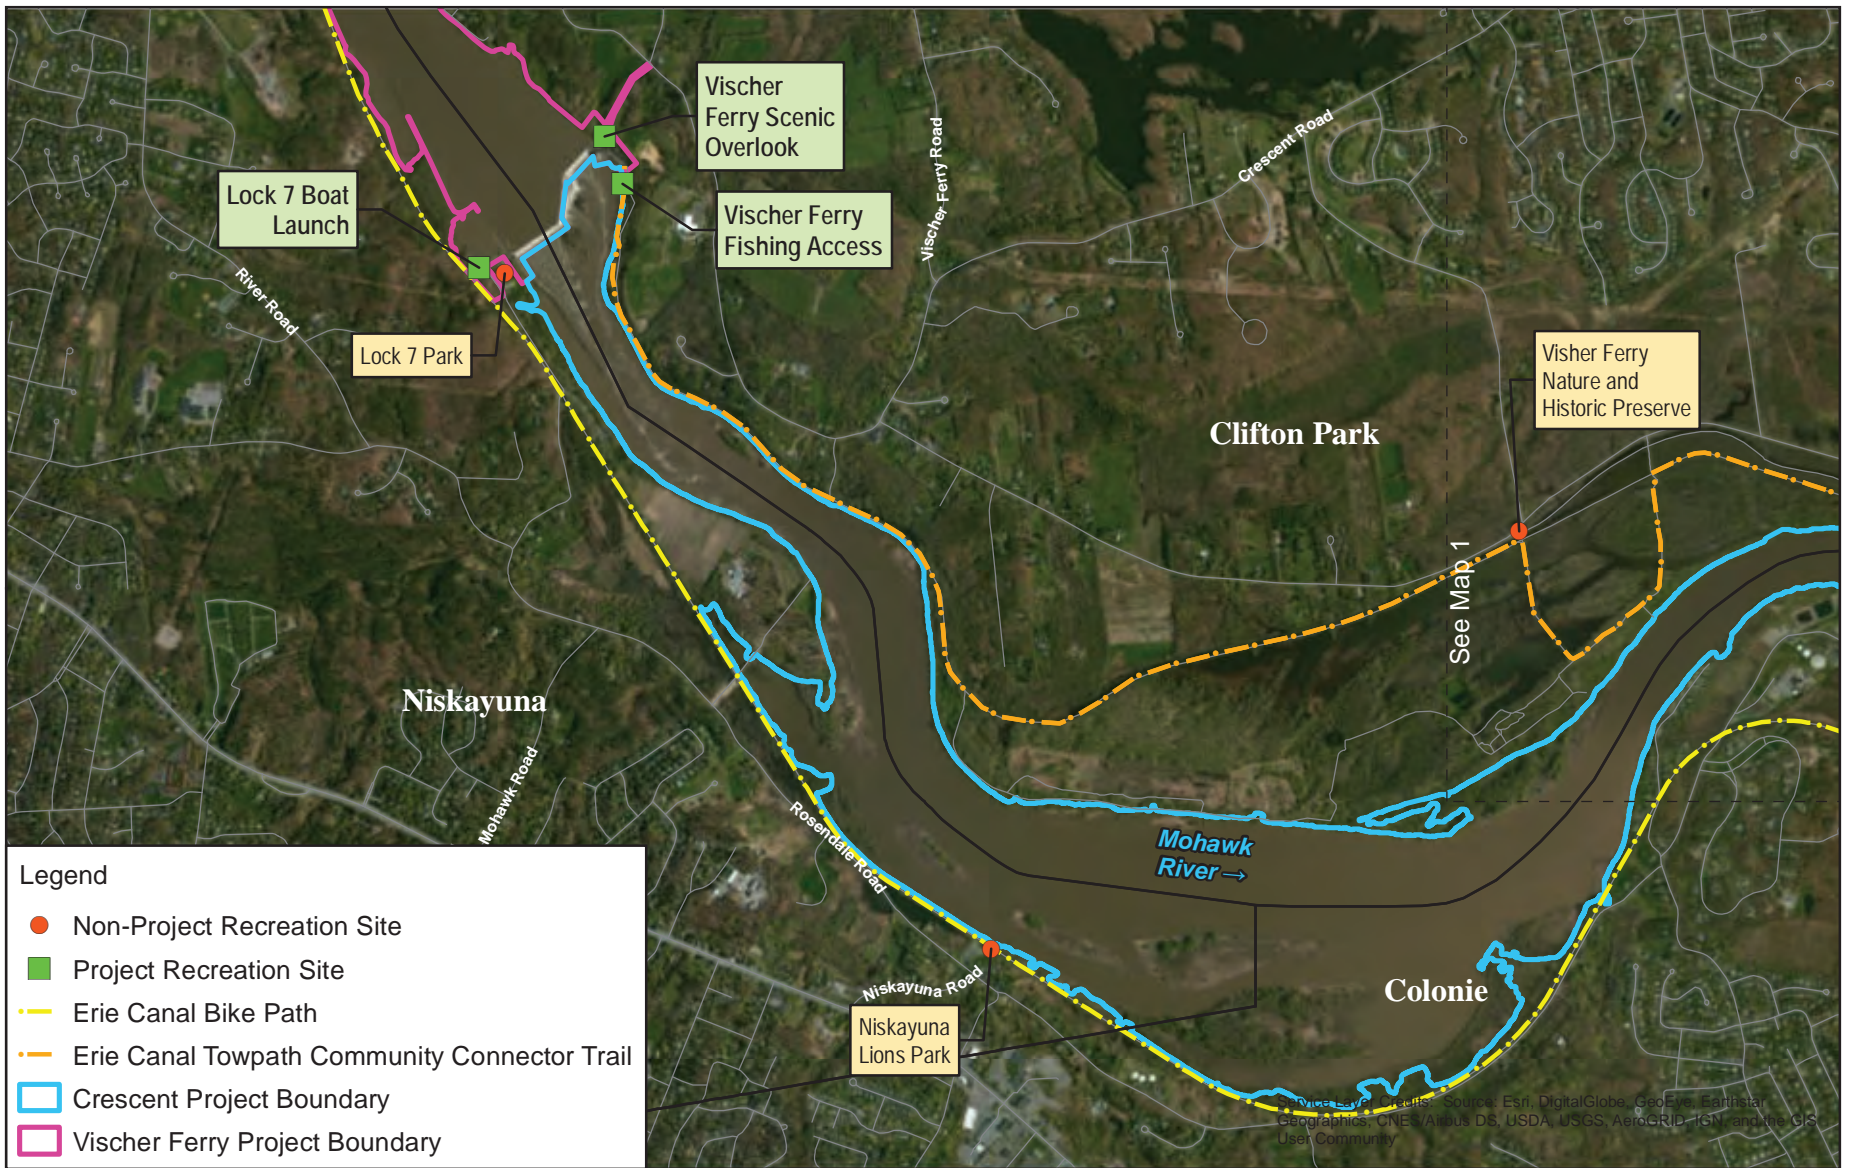 Vischer
Ferry Scenic
Overlook
Lock 7 Boat
Launch
Vischer Ferry
Fishing Access
Vischer Ferry Road
Crescent Road
River Road
Lock 7 Park
Visher Ferry
Nature and
Historic Preserve
Clifton Park
See Map 1
Niskayuna
Mohawk Road
Rosendale Road
Mohawk
River →
Niskayuna Road
Colonie
Niskayuna
Lions Park
Legend
Non-Project Recreation Site
Project Recreation Site
Erie Canal Bike Path
Erie Canal Towpath Community Connector Trail
Crescent Project Boundary
Vischer Ferry Project Boundary
Service Layer Credits: Source: Esri, DigitalGlobe, GeoEye, Earthstar
Geographics, CNES/Airbus DS, USDA, USGS, AeroGRID, IGN, and the GIS
User Community